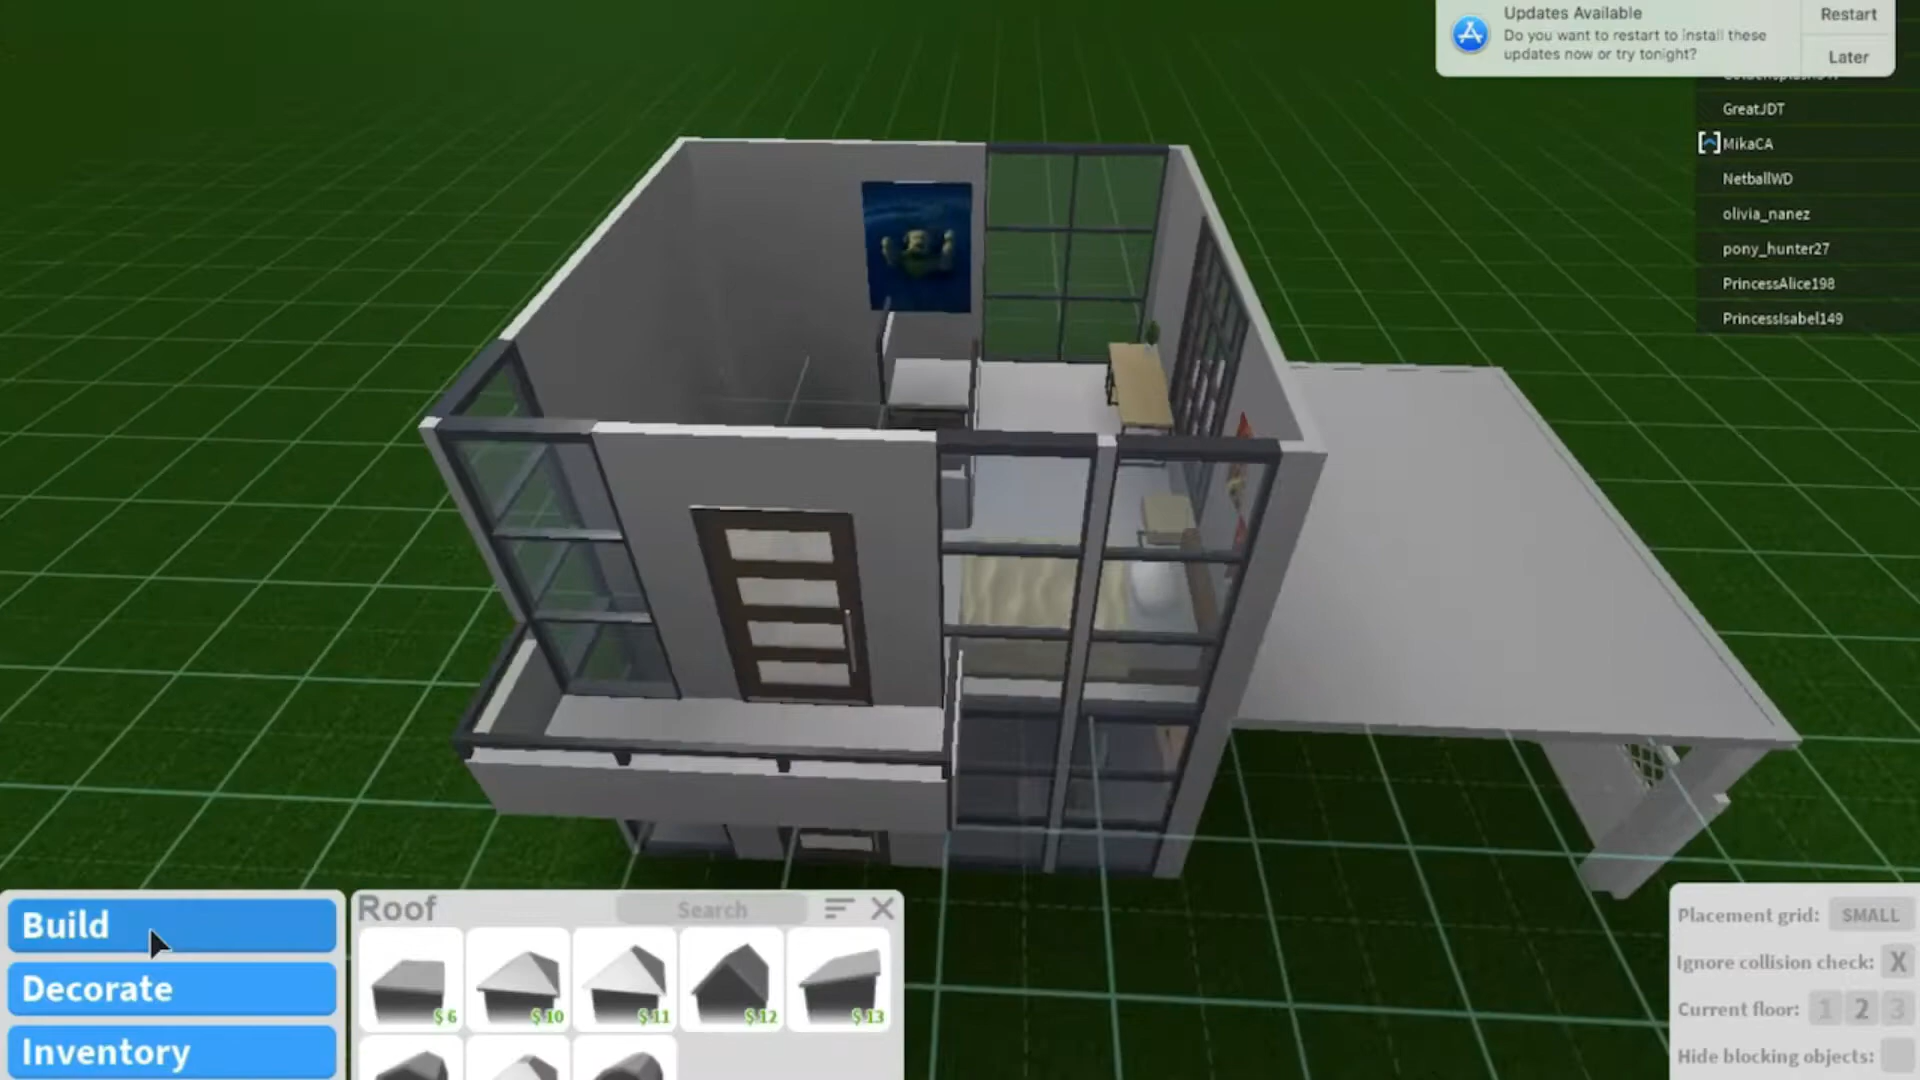 Updates Available
Restart
Do you want to restart to install these
updates now or try tonight?
Later
GreatJDT
MikaCA
NetballWD
olivia_nanez
pony_hunter27
PrincessAlice198
PrincessIsabel149
Build
Decorate
Inventory
Roof
Search
$6
$10
$11
$12
$13
Placement grid: SMALL
Ignore collision check: X
Current floor: 1 2 3
Hide blocking objects: